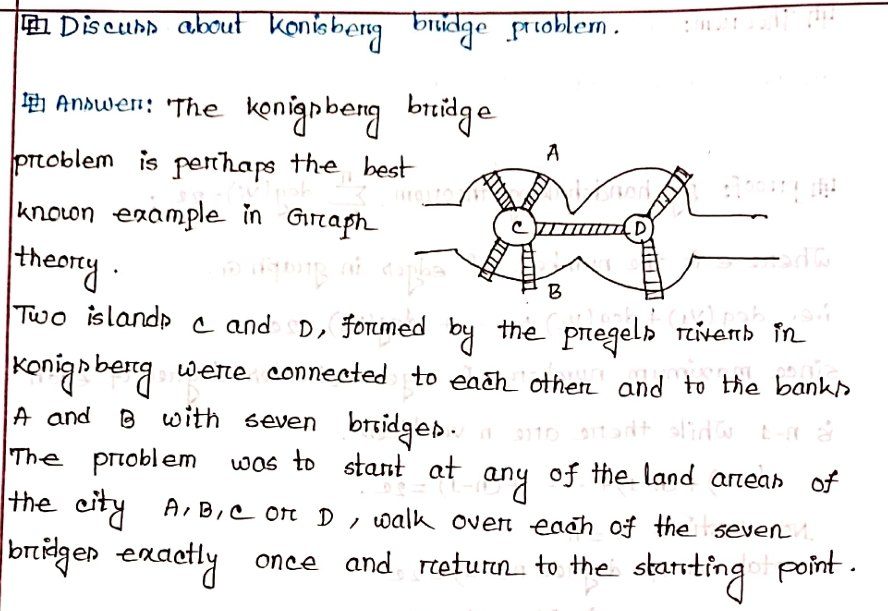 Discuss about Konisberg bridge problem.
Answer: The konigsberg bridge
problem is perhaps the best
known example in Graph
theory.
A
C
D
B
Two islands C and D, formed by the pregels rivers in
konigsberg were connected to each other and to the banks
A and B with seven bridges.
The problem was to start at any of the land areas of
the city A, B, C or D, walk over each of the seven
bridges exactly once and return to the starting point.